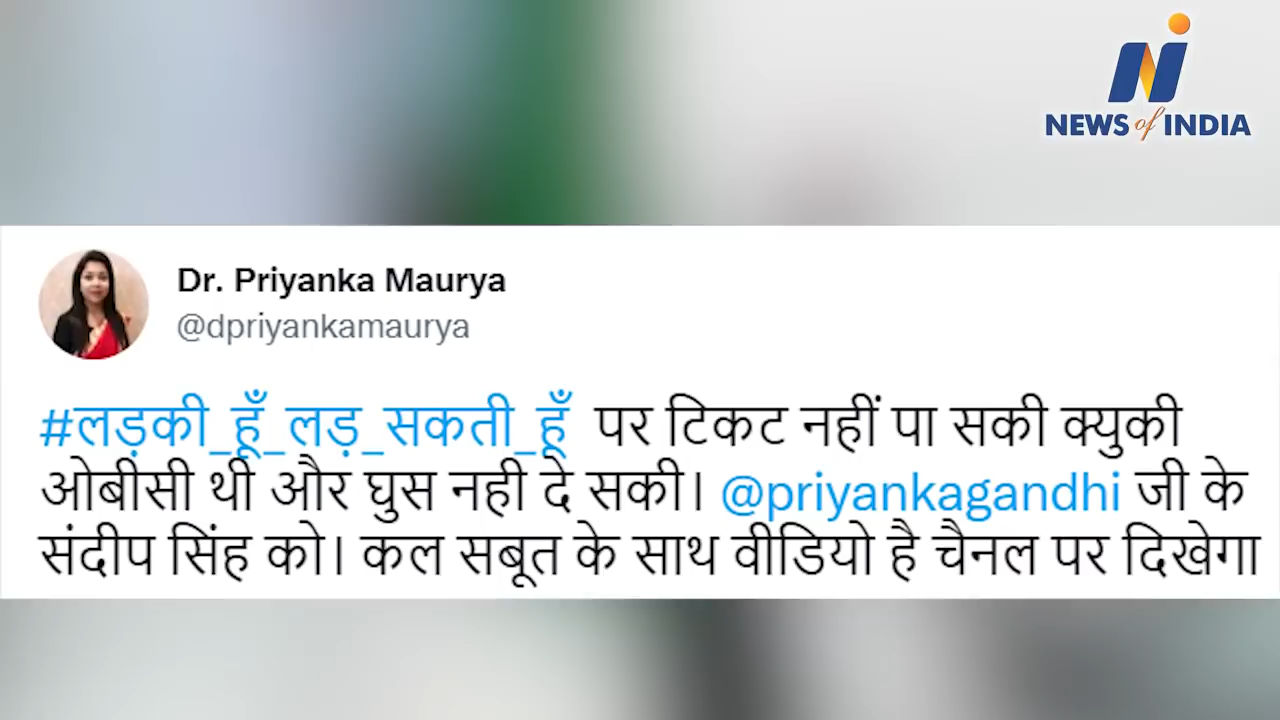 NEWS of INDIA
Dr. Priyanka Maurya
@dpriyankamaurya
#लड़की_हूँ_लड़_सकती_हूँ पर टिकट नहीं पा सकी क्युकी
ओबीसी थी और घुस नही दे सकी। @priyankagandhi जी के
संदीप सिंह को। कल सबूत के साथ वीडियो है चैनल पर दिखेगा